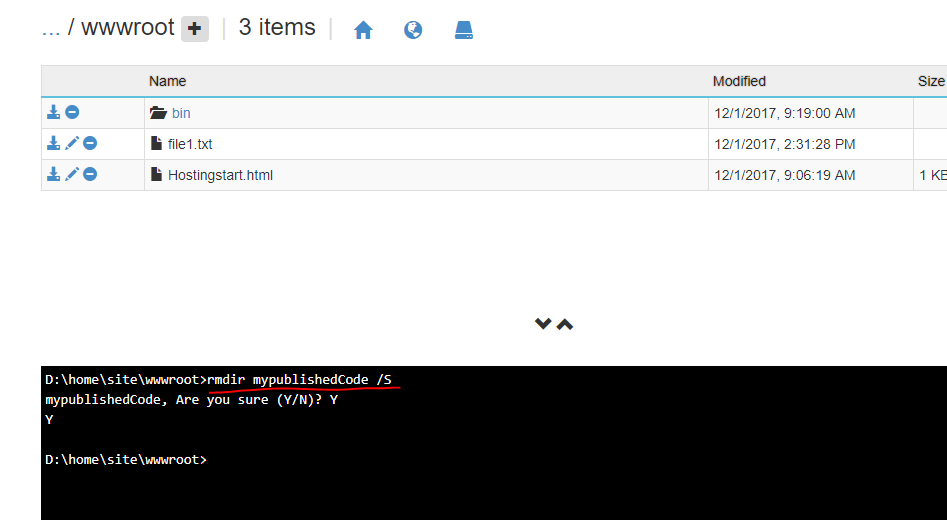 ... / wwwroot + | 3 items |
Name Modified Size
bin 12/1/2017, 9:19:00 AM
file1.txt 12/1/2017, 2:31:28 PM
Hostingstart.html 12/1/2017, 9:06:19 AM 1 KB
D:\home\site\wwwroot>rmdir mypublishedCode /S
mypublishedCode, Are you sure (Y/N)? Y
Y
D:\home\site\wwwroot>